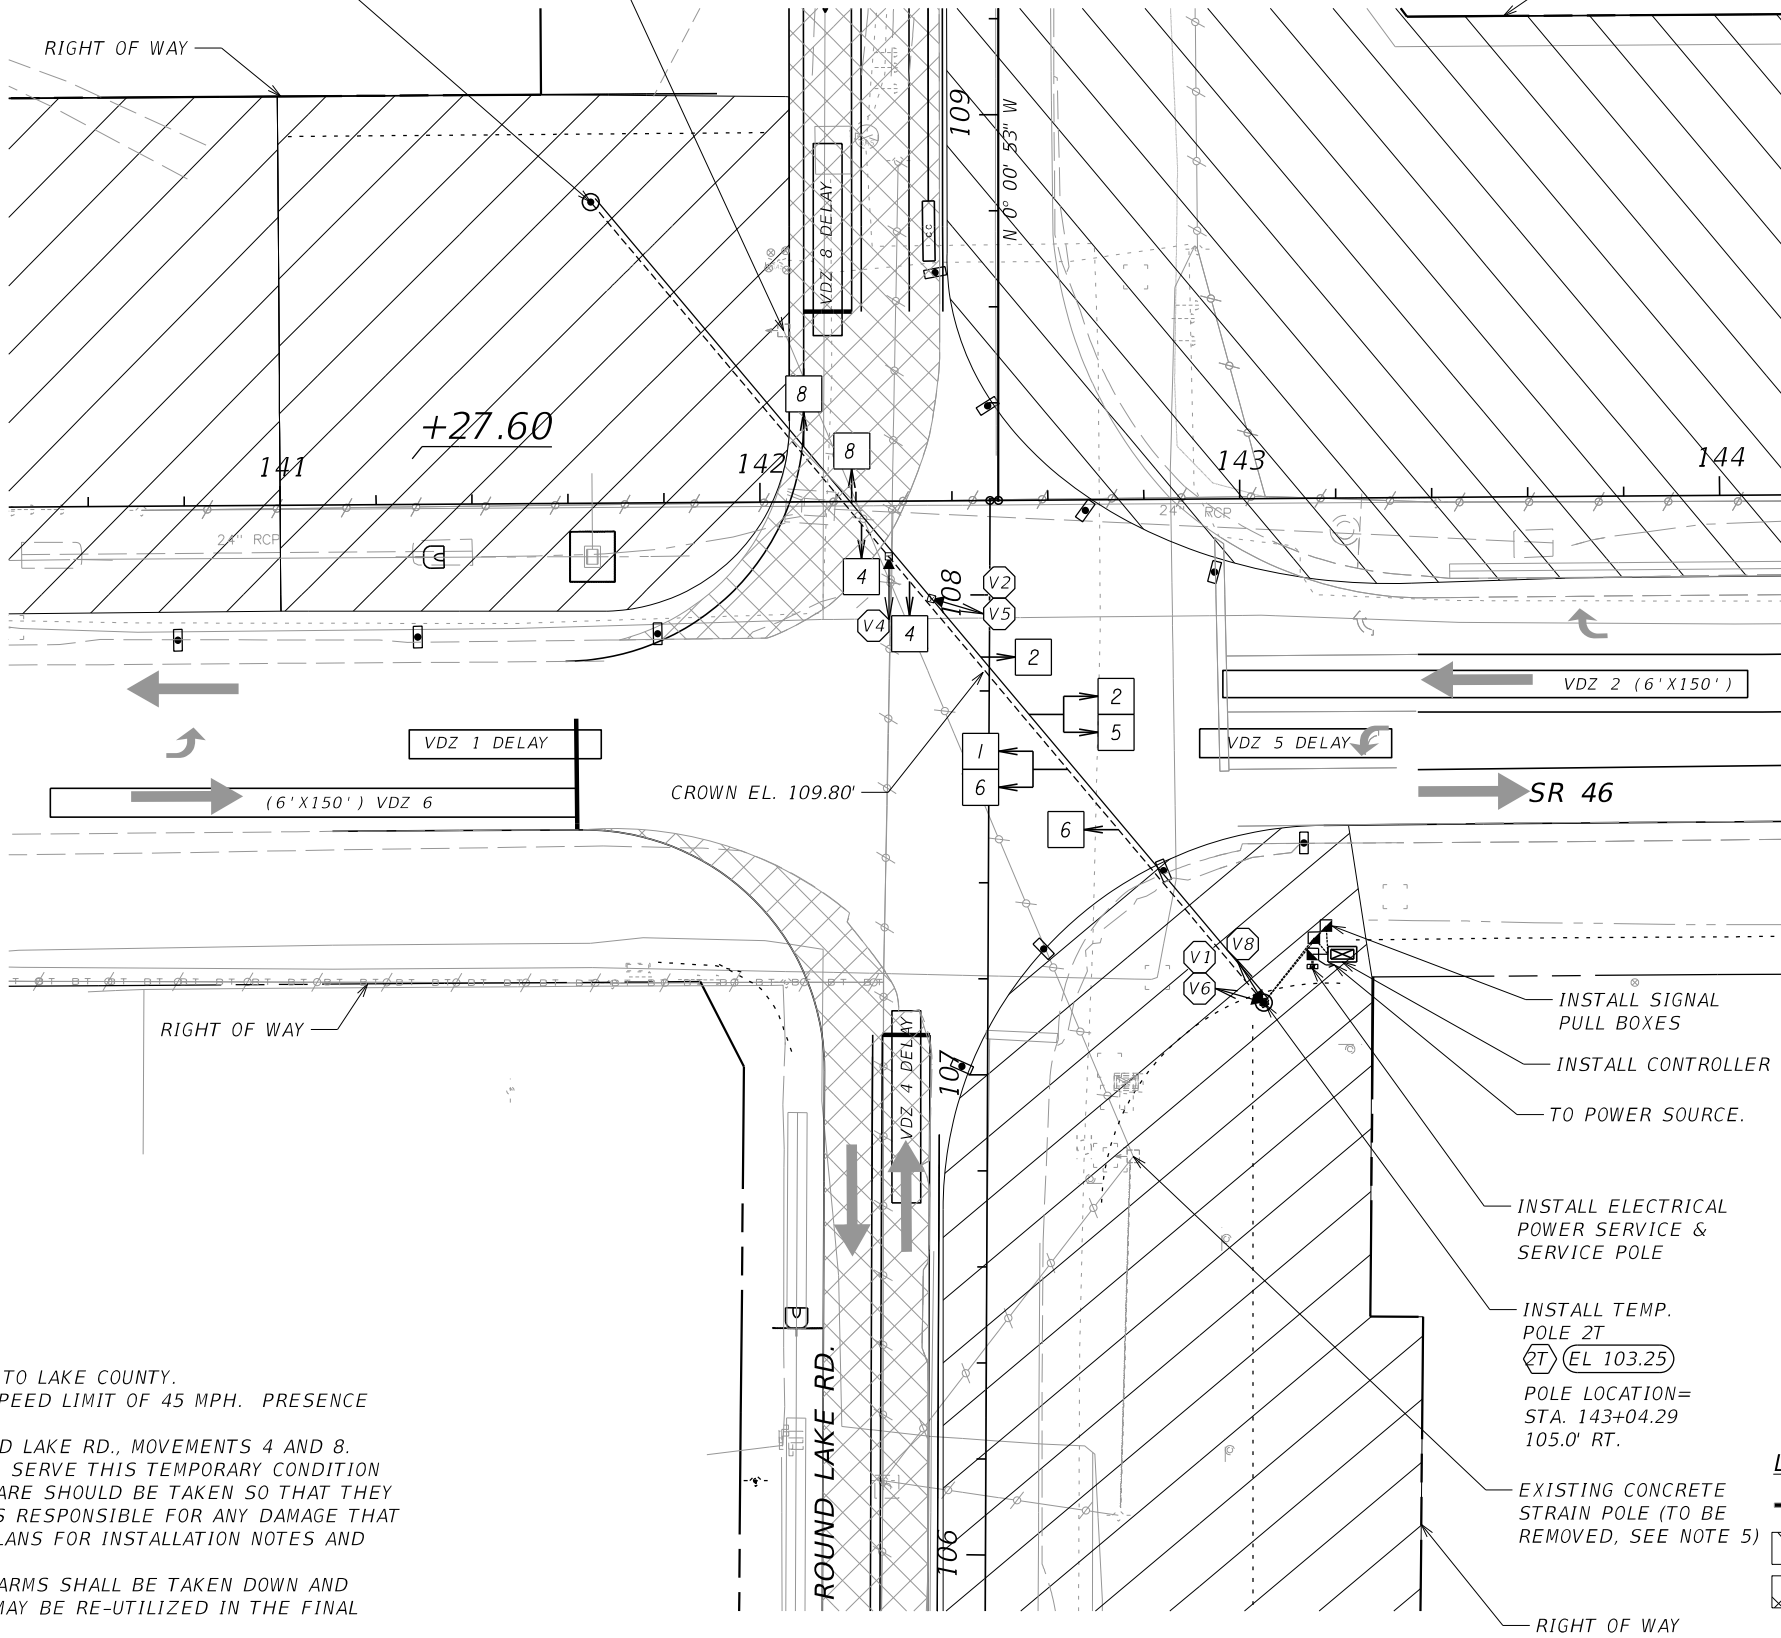 RIGHT OF WAY
109
N 0° 00' 53" W
VDZ 8 DELAY
CC
8
+27.60
8
141
142
143
144
24" RCP
24" RCP
4
108
V2
V5
V4
4
2
2
5
VDZ 2 (6'X150')
VDZ 1 DELAY
VDZ 5 DELAY
1
6
(6'X150') VDZ 6
CROWN EL. 109.80'
SR 46
6
V8
V1
V6
RIGHT OF WAY
INSTALL SIGNAL
PULL BOXES
107
VDZ 4 DELAY
INSTALL CONTROLLER
TO POWER SOURCE.
INSTALL ELECTRICAL
POWER SERVICE &
SERVICE POLE
INSTALL TEMP.
POLE 2T
2T EL 103.25
POLE LOCATION=
STA. 143+04.29
105.0' RT.
ROUND LAKE RD.
TO LAKE COUNTY.
PEED LIMIT OF 45 MPH. PRESENCE
D LAKE RD., MOVEMENTS 4 AND 8.
SERVE THIS TEMPORARY CONDITION
ARE SHOULD BE TAKEN SO THAT THEY
S RESPONSIBLE FOR ANY DAMAGE THAT
LANS FOR INSTALLATION NOTES AND
ARMS SHALL BE TAKEN DOWN AND
MAY BE RE-UTILIZED IN THE FINAL
106
EXISTING CONCRETE
STRAIN POLE (TO BE
REMOVED, SEE NOTE 5)
RIGHT OF WAY